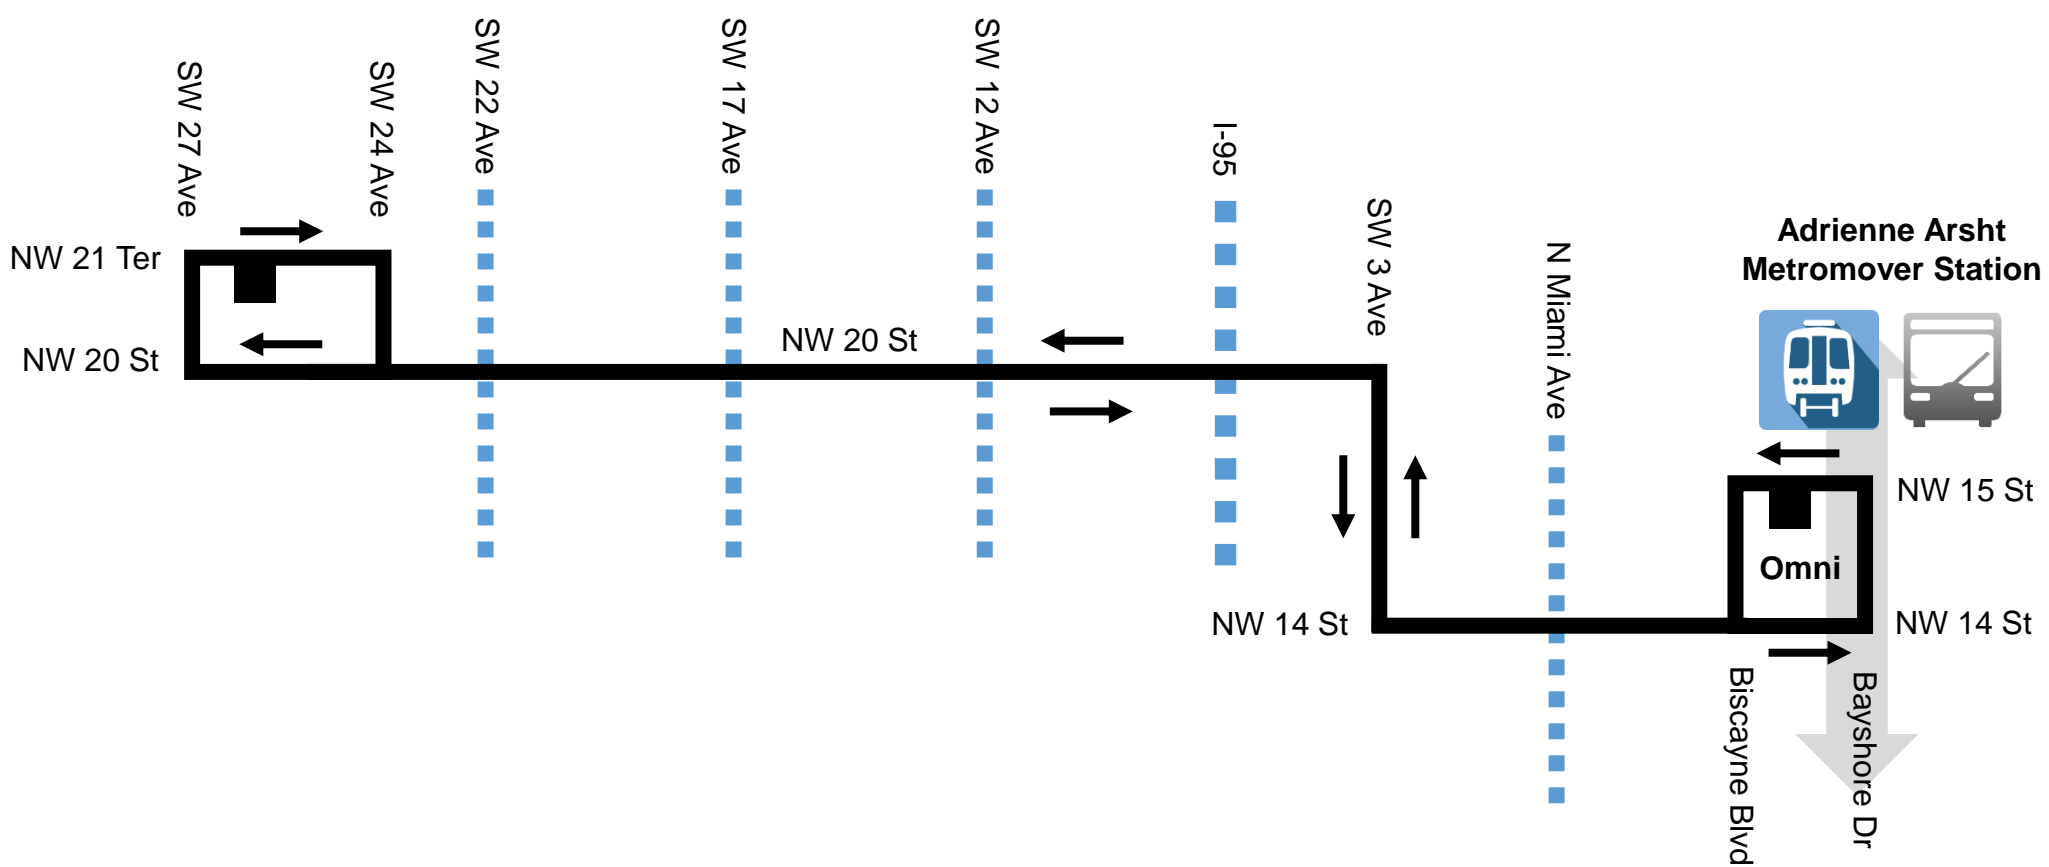 SW 27 Ave
SW 24 Ave
SW 22 Ave
SW 17 Ave
SW 12 Ave
I-95
SW 3 Ave
N Miami Ave
Adrienne Arsht
Metromover Station
NW 21 Ter
NW 20 St
NW 20 St
NW 15 St
Omni
NW 14 St
NW 14 St
Biscayne Blvd
Bayshore Dr